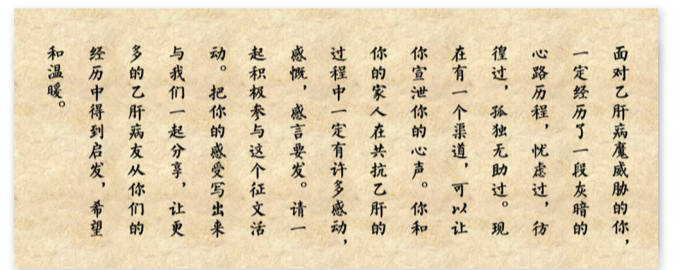 面对乙肝病魔威胁的你，
一定经历了一段灰暗的
心路历程，忧虑过，彷
徨过，孤独无助过。现
在有一个渠道，可以让
你宣泄你的心声。你和
你的家人在共抗乙肝的
过程中一定有许多感动，
感慨，感言要发。请一
起积极参与这个征文活
动。把你的感受写出来
与我们一起分享，让更
多的乙肝病友从你们的
经历中得到启发，希望
和温暖。